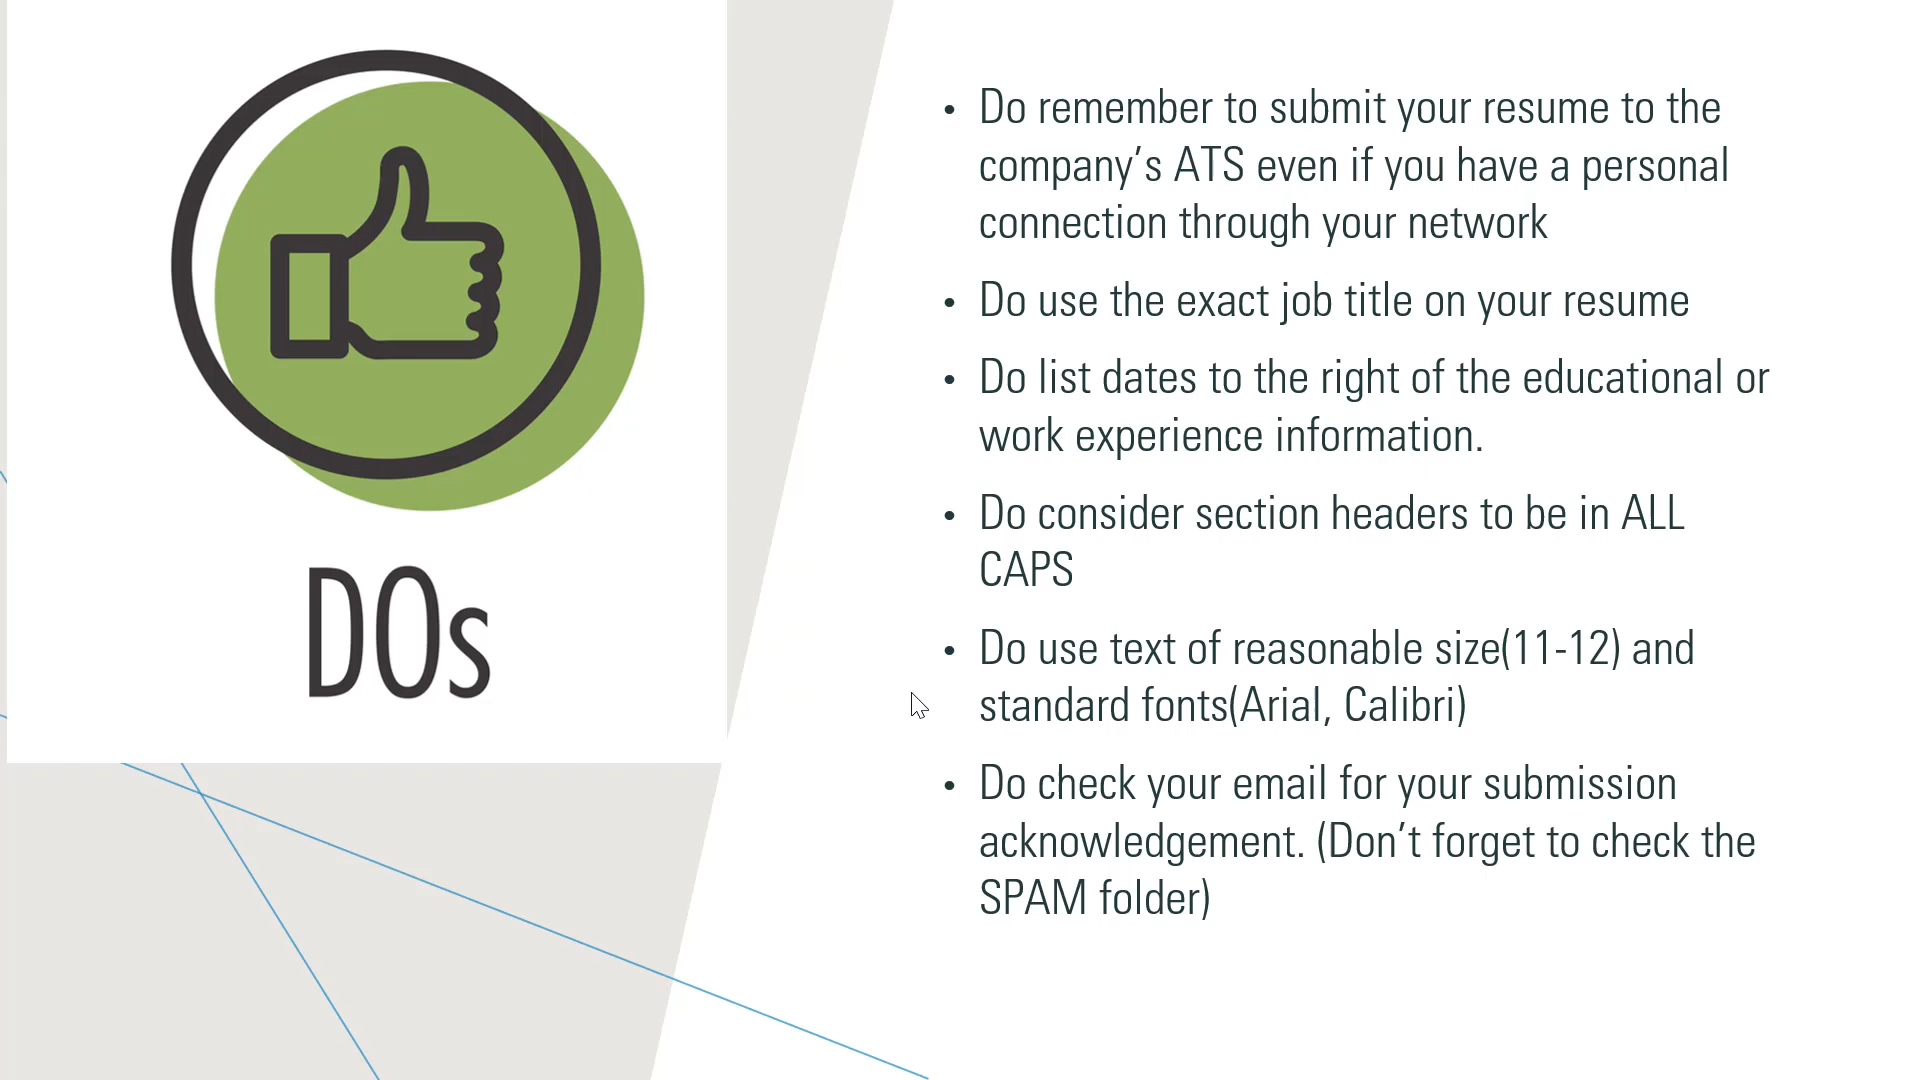 DOs
• Do remember to submit your resume to the
company’s ATS even if you have a personal
connection through your network
• Do use the exact job title on your resume
• Do list dates to the right of the educational or
work experience information.
• Do consider section headers to be in ALL
CAPS
• Do use text of reasonable size(11-12) and
standard fonts(Arial, Calibri)
• Do check your email for your submission
acknowledgement. (Don’t forget to check the
SPAM folder)